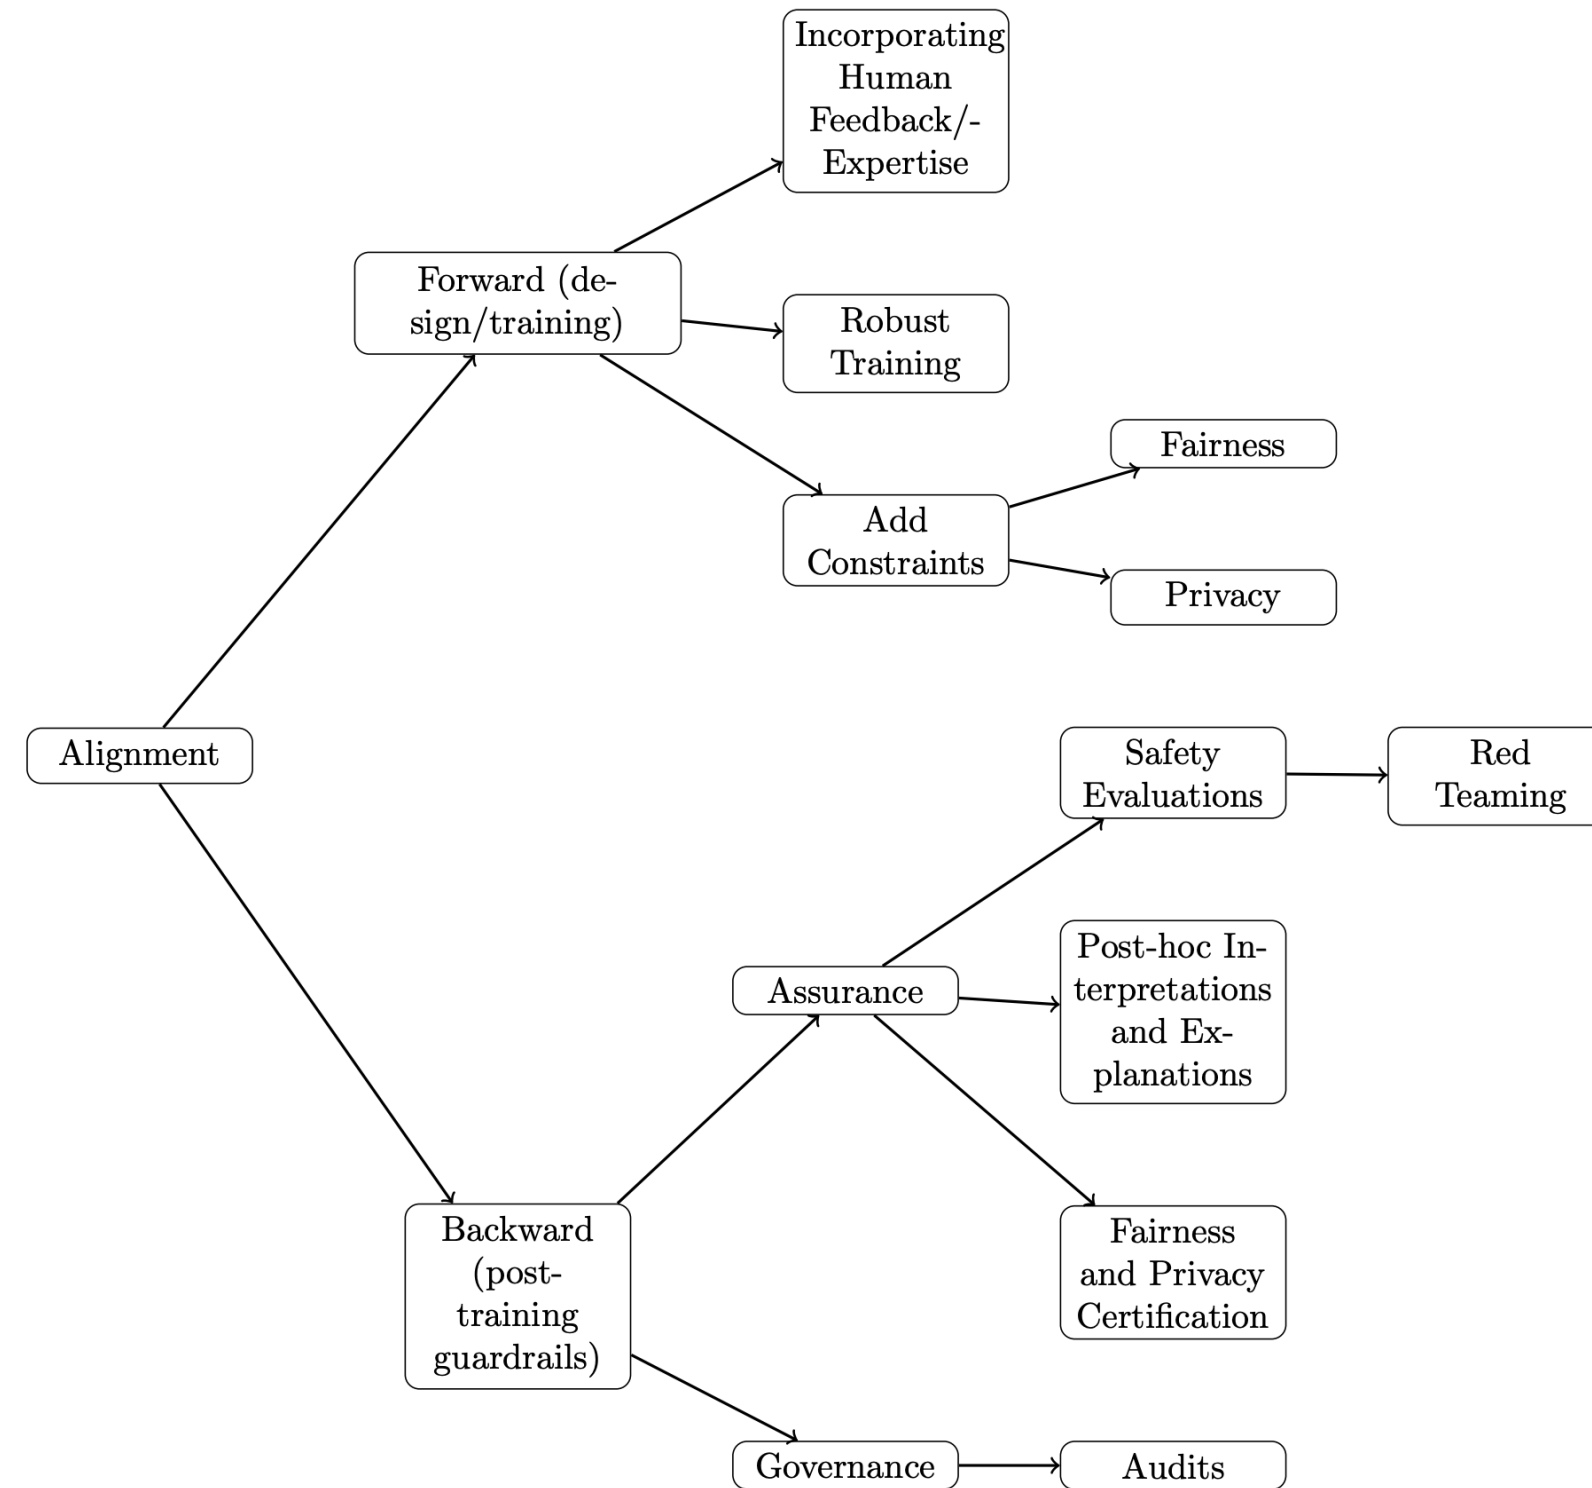 Incorporating
Human
Feedback/-
Expertise
Forward (de-
sign/training)
Robust
Training
Fairness
Add
Constraints
Privacy
Alignment
Safety
Evaluations
Red
Teaming
Assurance
Post-hoc In-
terpretations
and Ex-
planations
Backward
(post-
training
guardrails)
Fairness
and Privacy
Certification
Governance
Audits